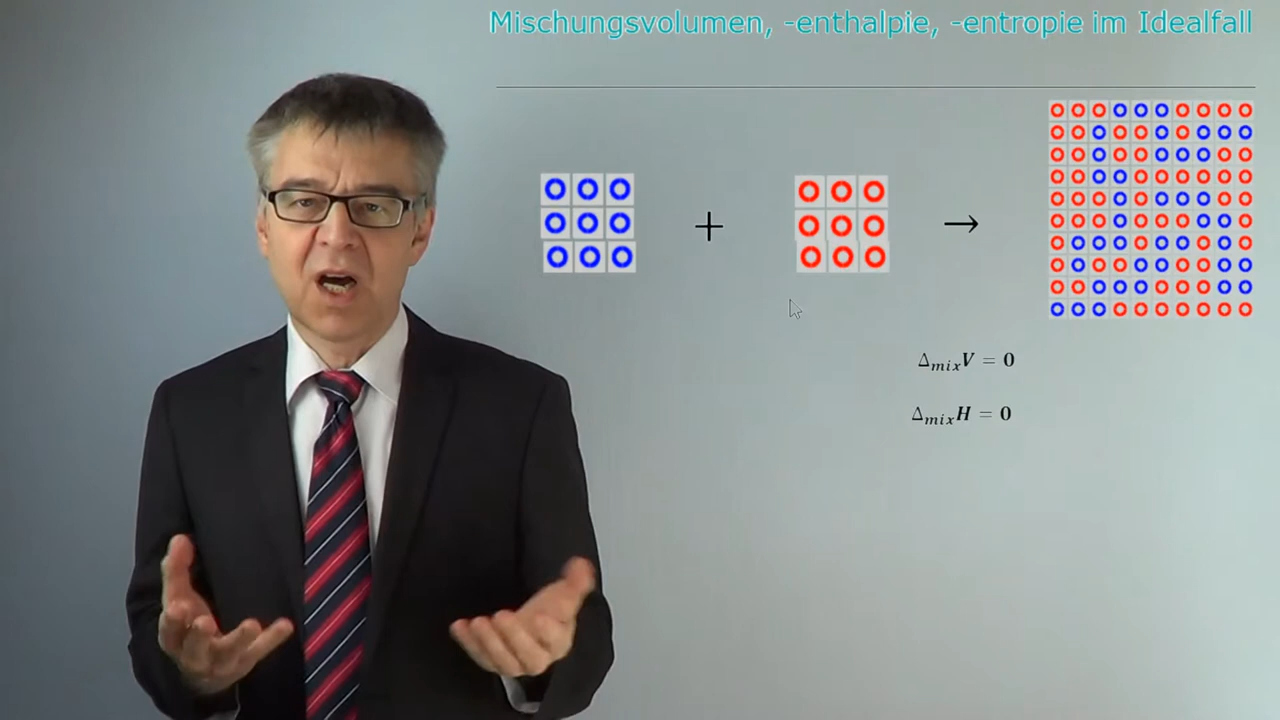 Mischungsvolumen, -enthalpie, -entropie im Idealfall
+ →
Δ_mix V = 0
Δ_mix H = 0